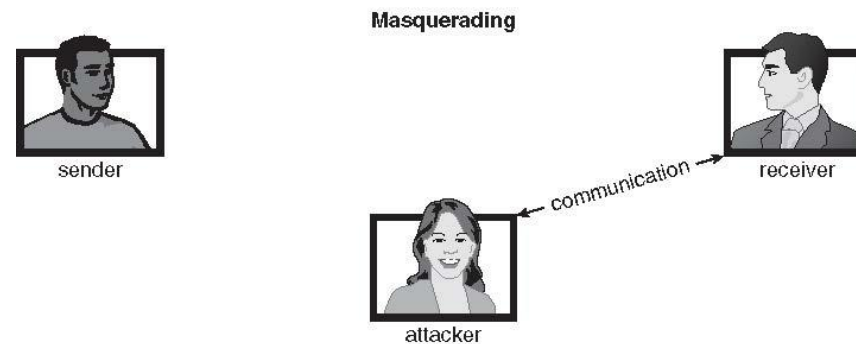 Masquerading
sender
communication
receiver
attacker